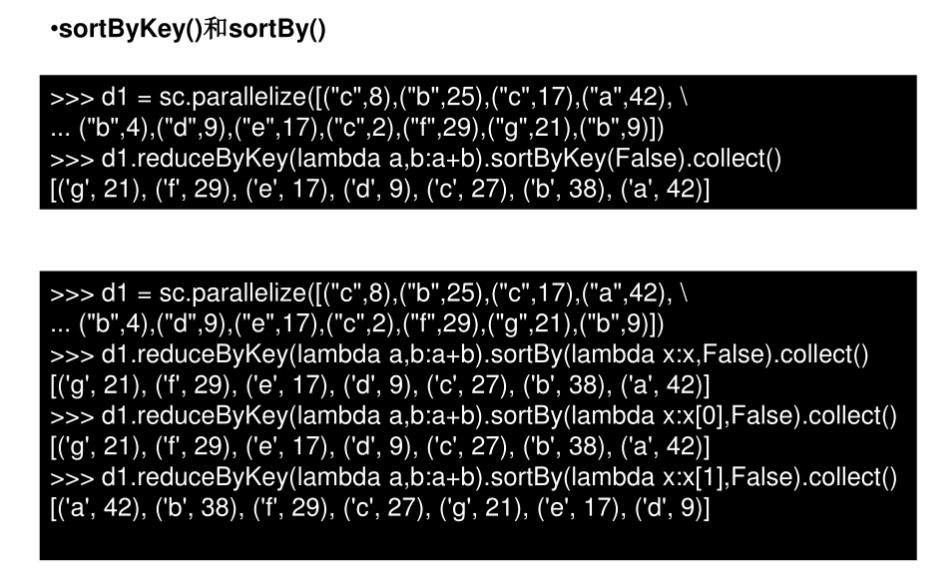 •sortByKey()和sortBy()
>>> d1 = sc.parallelize([("c",8),("b",25),("c",17),("a",42), \
... ("b",4),("d",9),("e",17),("c",2),("f",29),("g",21),("b",9)])
>>> d1.reduceByKey(lambda a,b:a+b).sortByKey(False).collect()
[('g', 21), ('f', 29), ('e', 17), ('d', 9), ('c', 27), ('b', 38), ('a', 42)]
>>> d1 = sc.parallelize([("c",8),("b",25),("c",17),("a",42), \
... ("b",4),("d",9),("e",17),("c",2),("f",29),("g",21),("b",9)])
>>> d1.reduceByKey(lambda a,b:a+b).sortBy(lambda x:x,False).collect()
[('g', 21), ('f', 29), ('e', 17), ('d', 9), ('c', 27), ('b', 38), ('a', 42)]
>>> d1.reduceByKey(lambda a,b:a+b).sortBy(lambda x:x[0],False).collect()
[('g', 21), ('f', 29), ('e', 17), ('d', 9), ('c', 27), ('b', 38), ('a', 42)]
>>> d1.reduceByKey(lambda a,b:a+b).sortBy(lambda x:x[1],False).collect()
[('a', 42), ('b', 38), ('f', 29), ('c', 27), ('g', 21), ('e', 17), ('d', 9)]